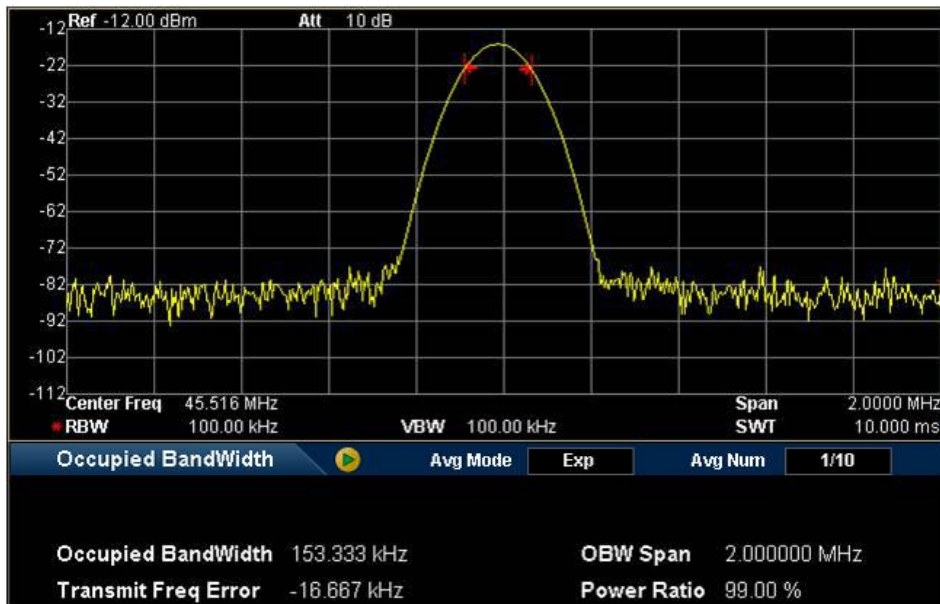 Ref -12.00 dBm Att 10 dB
-12
-22
-32
-42
-52
-62
-72
-82
-92
-102
-112
Center Freq 45.516 MHz Span 2.0000 MHz
*RBW 100.00 kHz VBW 100.00 kHz SWT 10.000 ms
Occupied BandWidth Avg Mode Exp Avg Num 1/10
Occupied BandWidth 153.333 kHz OBW Span 2.000000 MHz
Transmit Freq Error -16.667 kHz Power Ratio 99.00 %